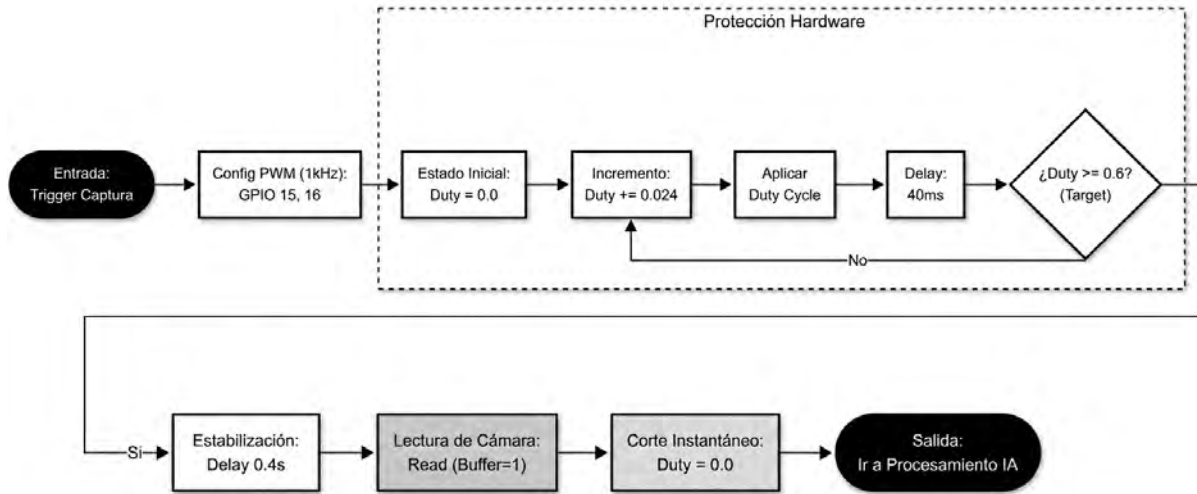 Protección Hardware
Entrada:
Trigger Captura
Config PWM (1kHz):
GPIO 15, 16
Estado Inicial:
Duty = 0.0
Incremento:
Duty += 0.024
Aplicar
Duty Cycle
Delay:
40ms
¿Duty >= 0.6?
(Target)
No
Si
Estabilización:
Delay 0.4s
Lectura de Cámara:
Read (Buffer=1)
Corte Instantáneo:
Duty = 0.0
Salida:
Ir a Procesamiento IA